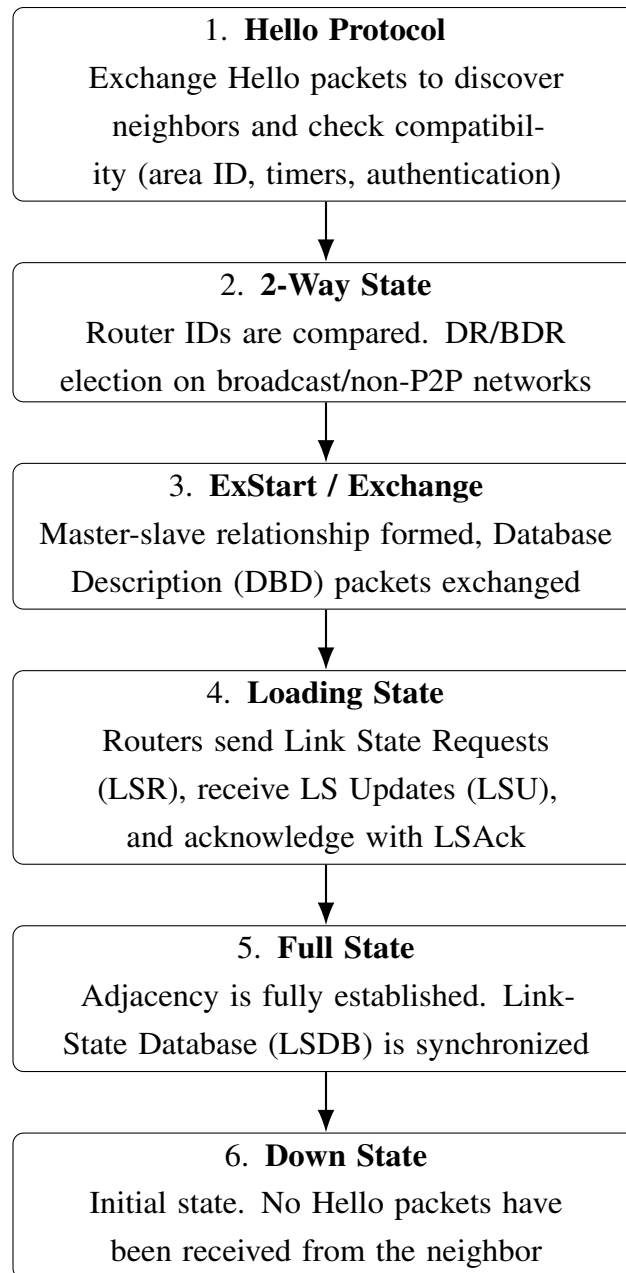 1. Hello Protocol
Exchange Hello packets to discover
neighbors and check compatibil-
ity (area ID, timers, authentication)
2. 2-Way State
Router IDs are compared. DR/BDR
election on broadcast/non-P2P networks
3. ExStart / Exchange
Master-slave relationship formed, Database
Description (DBD) packets exchanged
4. Loading State
Routers send Link State Requests
(LSR), receive LS Updates (LSU),
and acknowledge with LSAck
5. Full State
Adjacency is fully established. Link-
State Database (LSDB) is synchronized
6. Down State
Initial state. No Hello packets have
been received from the neighbor